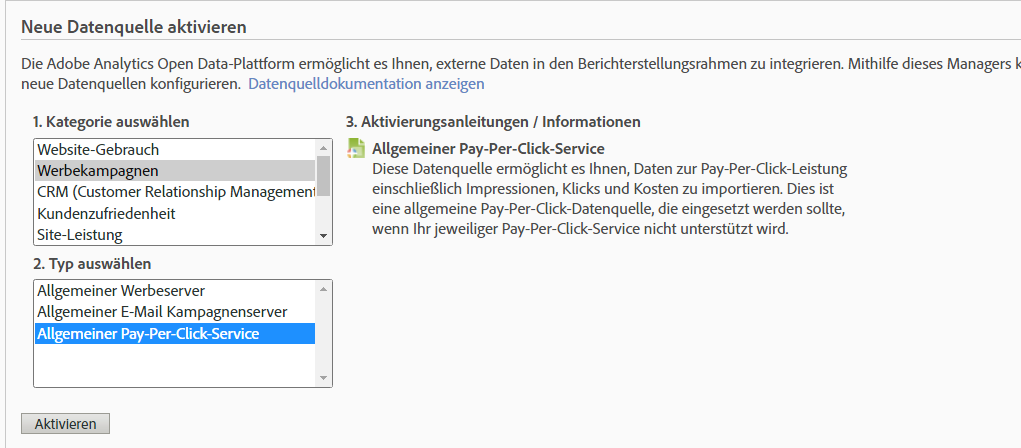 Neue Datenquelle aktivieren
Die Adobe Analytics Open Data-Plattform ermöglicht es Ihnen, externe Daten in den Berichterstellungsrahmen zu integrieren. Mithilfe dieses Managers k
neue Datenquellen konfigurieren. Datenquelldokumentation anzeigen
1. Kategorie auswählen
Website-Gebrauch
Werbekampagnen
CRM (Customer Relationship Management
Kundenzufriedenheit
Site-Leistung
2. Typ auswählen
Allgemeiner Werbeserver
Allgemeiner E-Mail Kampagnenserver
Allgemeiner Pay-Per-Click-Service
3. Aktivierungsanleitungen / Informationen
Allgemeiner Pay-Per-Click-Service
Diese Datenquelle ermöglicht es Ihnen, Daten zur Pay-Per-Click-Leistung
einschließlich Impressionen, Klicks und Kosten zu importieren. Dies ist
eine allgemeine Pay-Per-Click-Datenquelle, die eingesetzt werden sollte,
wenn Ihr jeweiliger Pay-Per-Click-Service nicht unterstützt wird.
Aktivieren